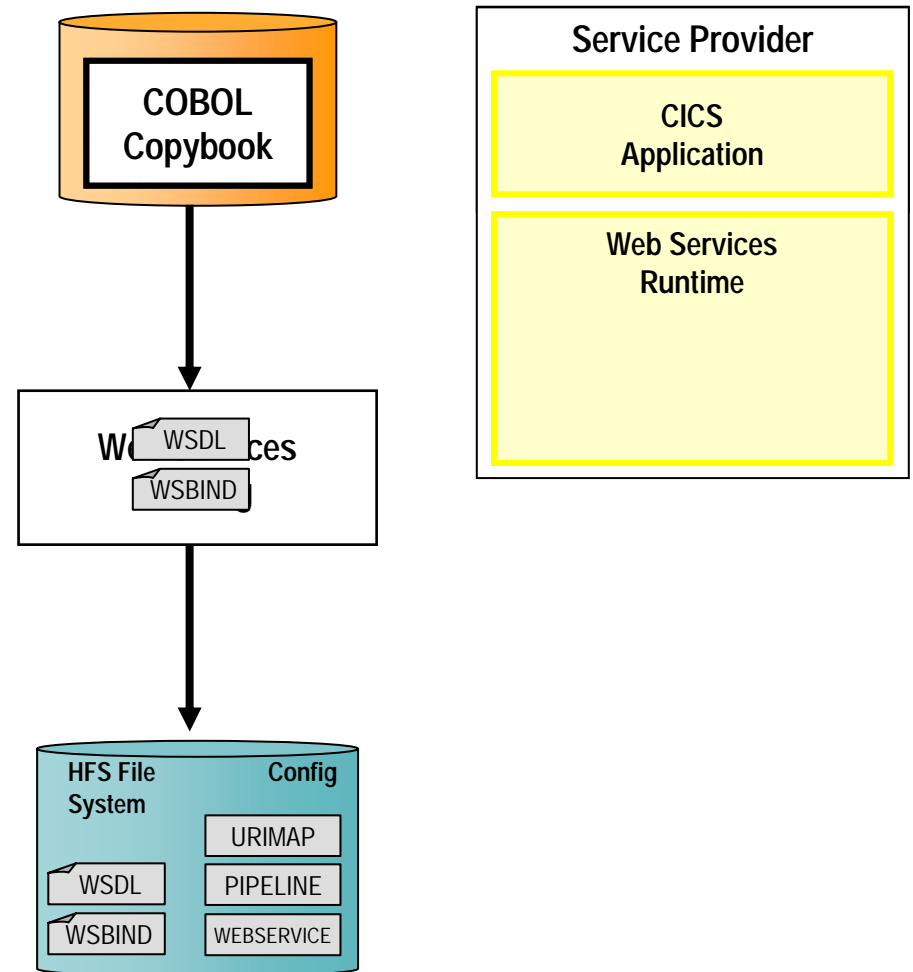 COBOL
Copybook
Service Provider
CICS
Application
Web Services
Runtime
WSDL
WSBIND
HFS File
System
Config
URIMAP
WSDL
PIPELINE
WSBIND
WEBSERVICE